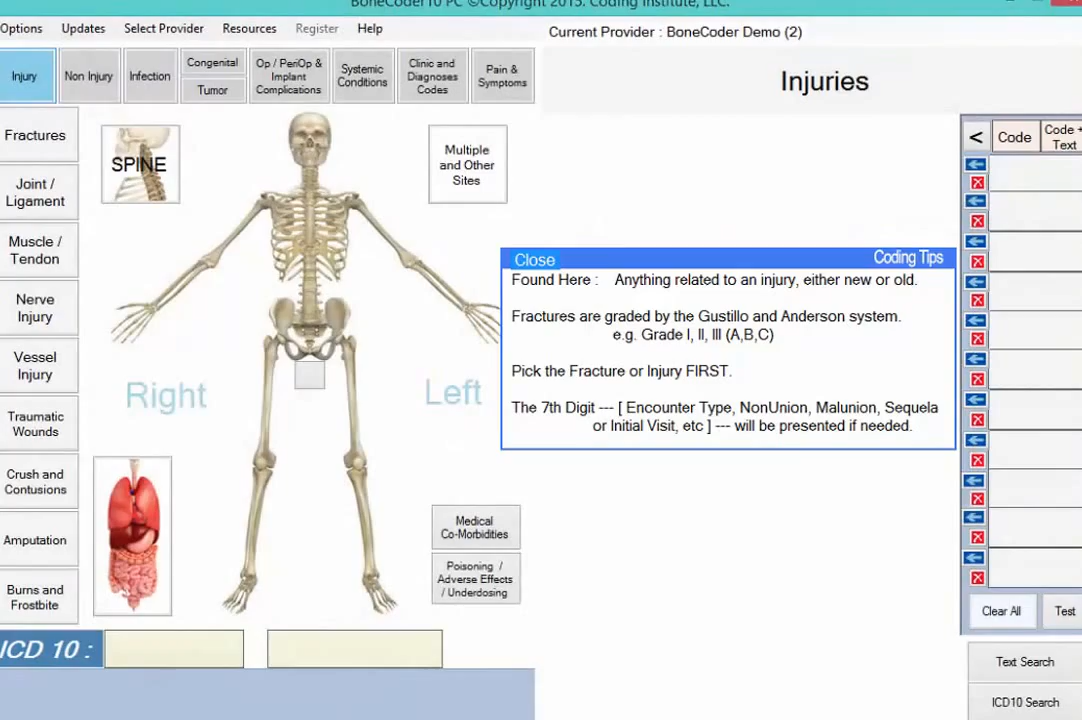 BoneCoder10 PC ©Copyright 2015. Coding Institute, LLC.
Options Updates Select Provider Resources Register Help
Current Provider : BoneCoder Demo (2)
Injury
Non Injury
Infection
Congenital
Tumor
Op / PeriOp &
Implant
Complications
Systemic
Conditions
Clinic and
Diagnoses
Codes
Pain &
Symptoms
Injuries
Fractures
Joint /
Ligament
Muscle /
Tendon
Nerve
Injury
Vessel
Injury
Traumatic
Wounds
Crush and
Contusions
Amputation
Burns and
Frostbite
SPINE
Multiple
and Other
Sites
Right
Left
Medical
Co-Morbidities
Poisoning /
Adverse Effects
/ Underdosing
ICD 10 :
Close Coding Tips
Found Here : Anything related to an injury, either new or old.
Fractures are graded by the Gustillo and Anderson system.
e.g. Grade I, II, III (A,B,C)
Pick the Fracture or Injury FIRST.
The 7th Digit --- [ Encounter Type, NonUnion, Malunion, Sequela
or Initial Visit, etc ] --- will be presented if needed.
<
Code
Code +
Text
Clear All
Test
Text Search
ICD10 Search